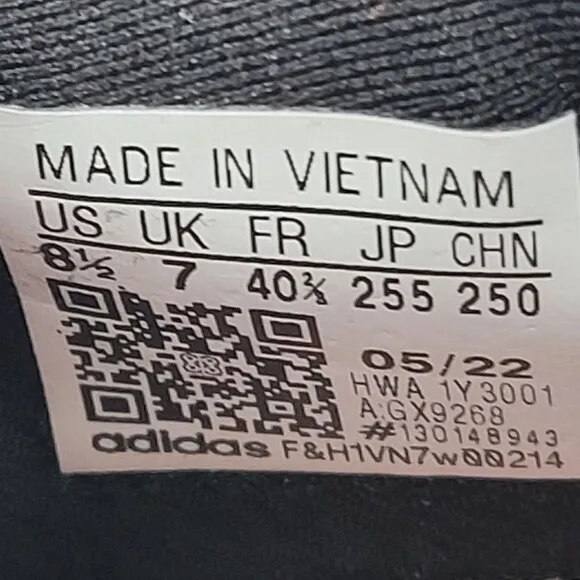 MADE IN VIETNAM
US UK FR JP CHN
8½ 7 40⅔ 255 250
05/22
HWA 1Y3001
A:GX9268
#130148943
adidas F&H1VN7W00214